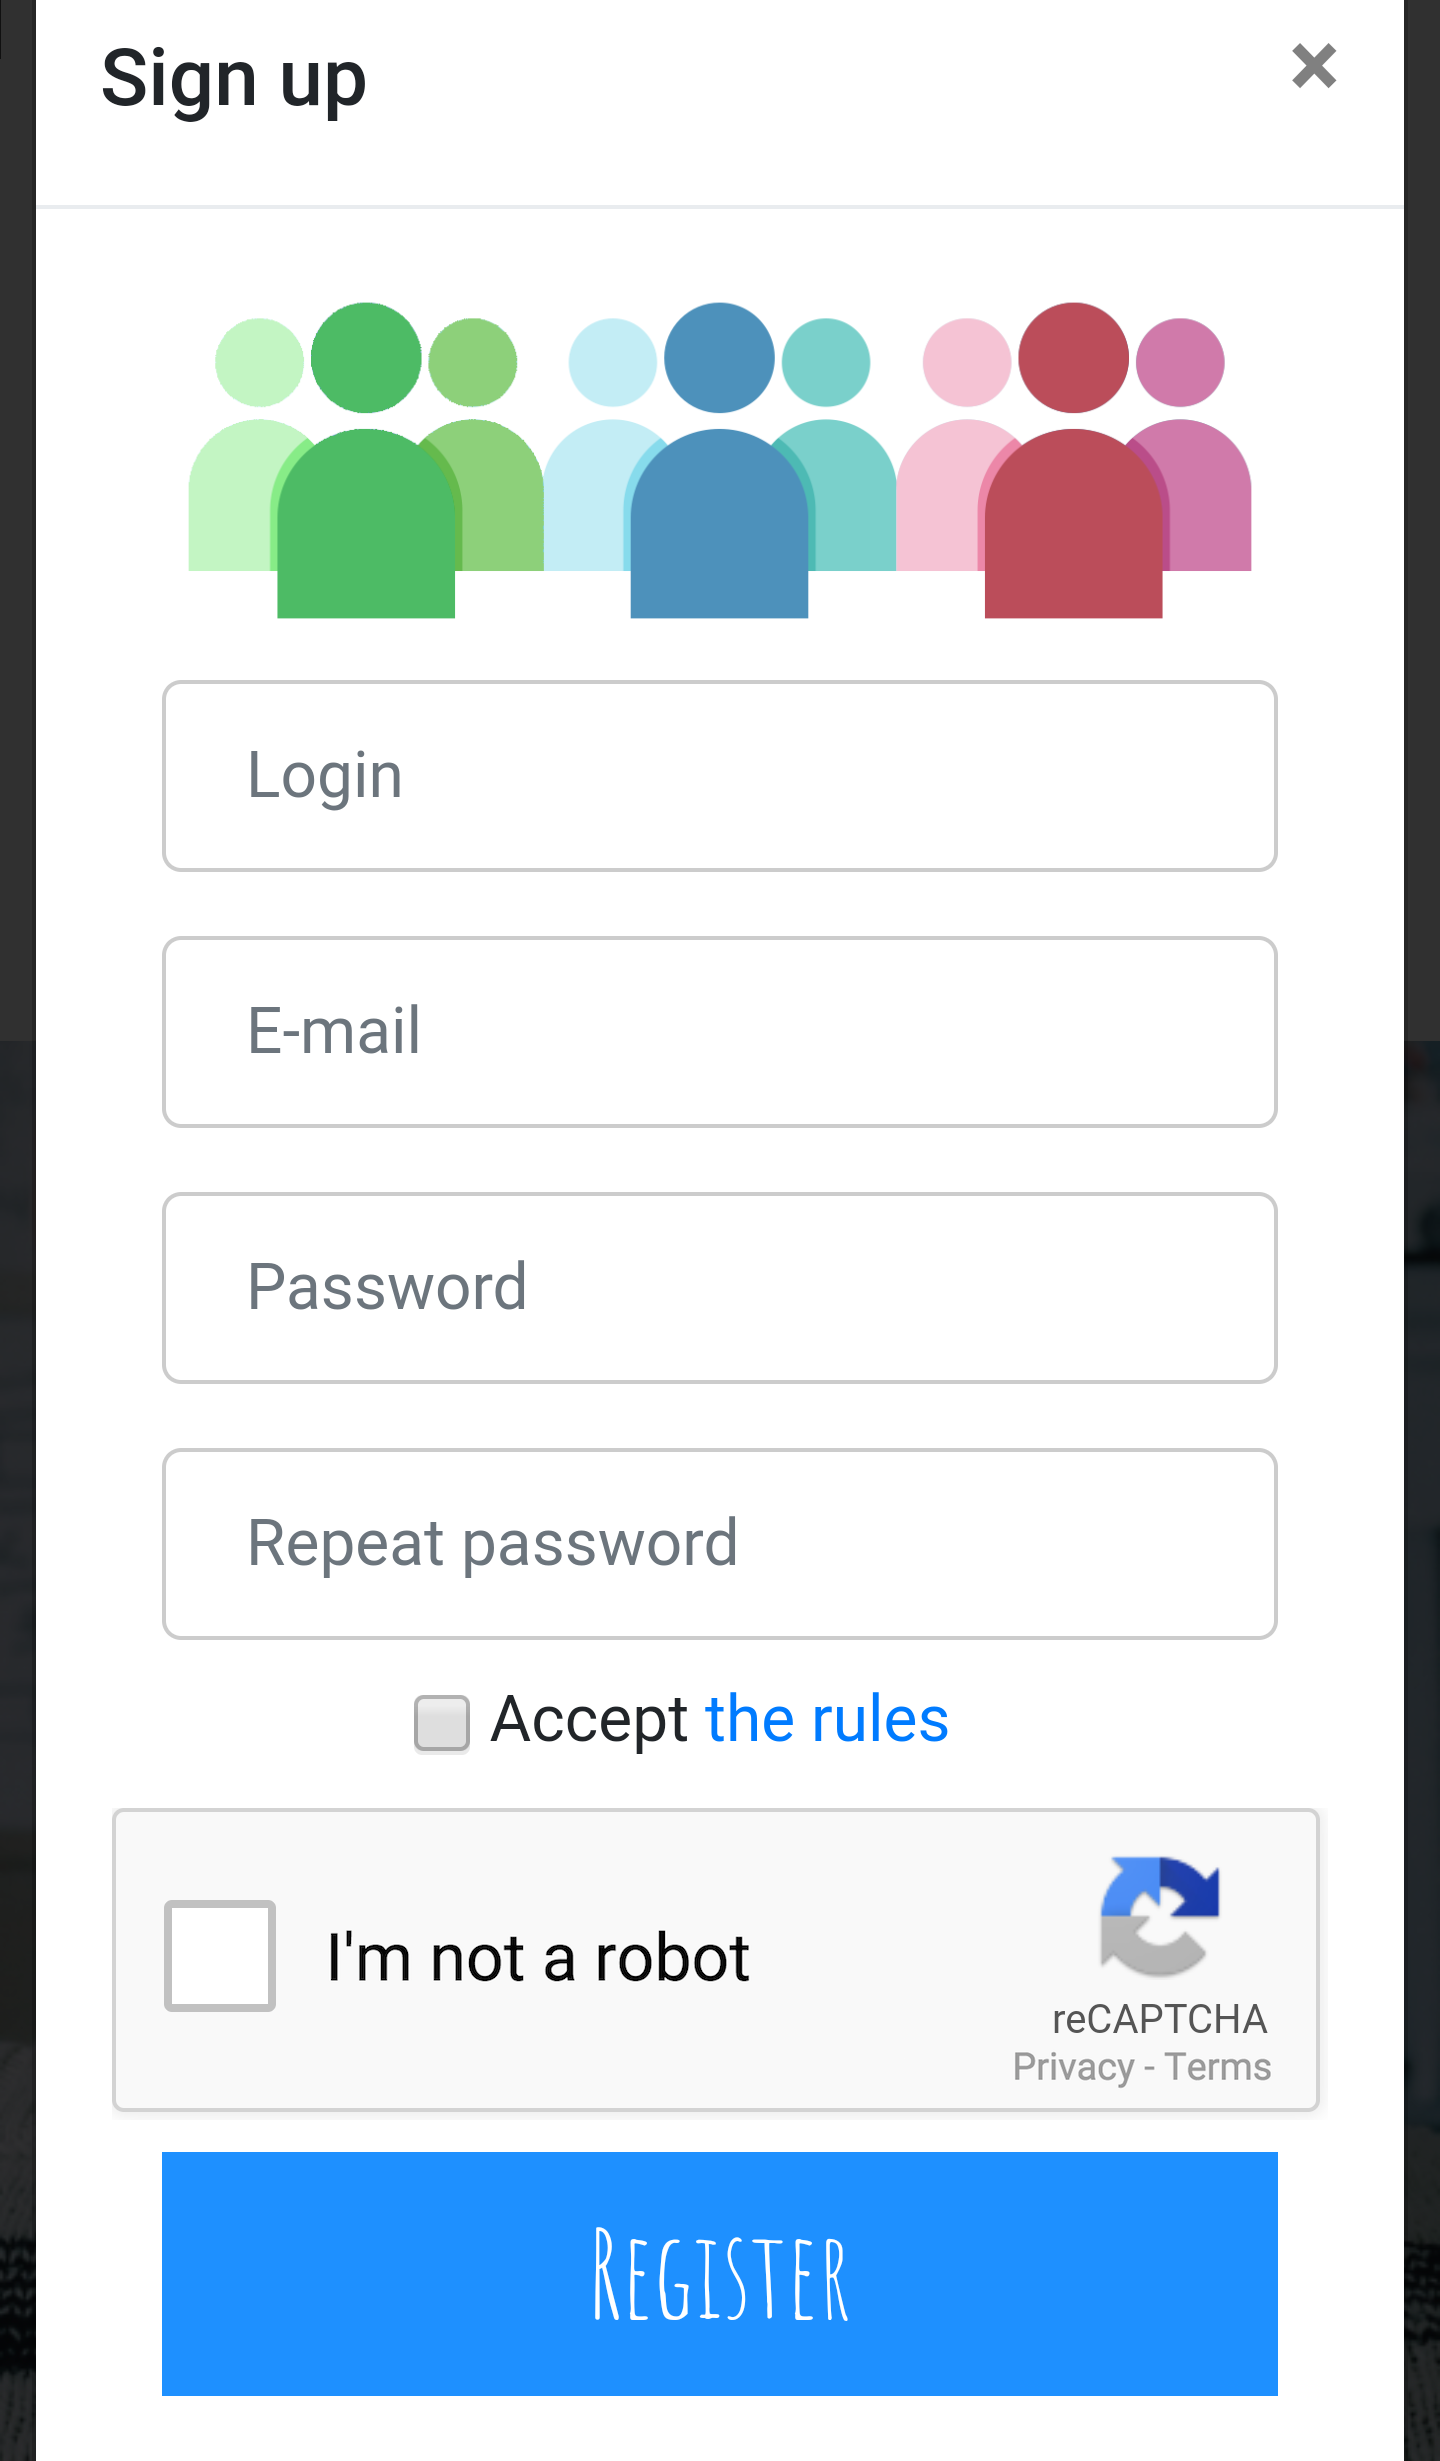 Sign up
Login
E-mail
Password
Repeat password
Accept the rules
I'm not a robot
reCAPTCHA
Privacy - Terms
REGISTER